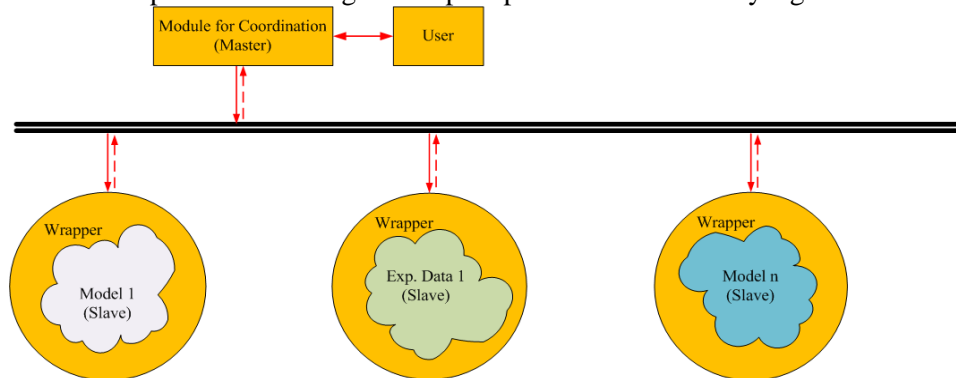 Module for Coordination
(Master)
User
Wrapper
Model 1
(Slave)
Wrapper
Exp. Data 1
(Slave)
Wrapper
Model n
(Slave)